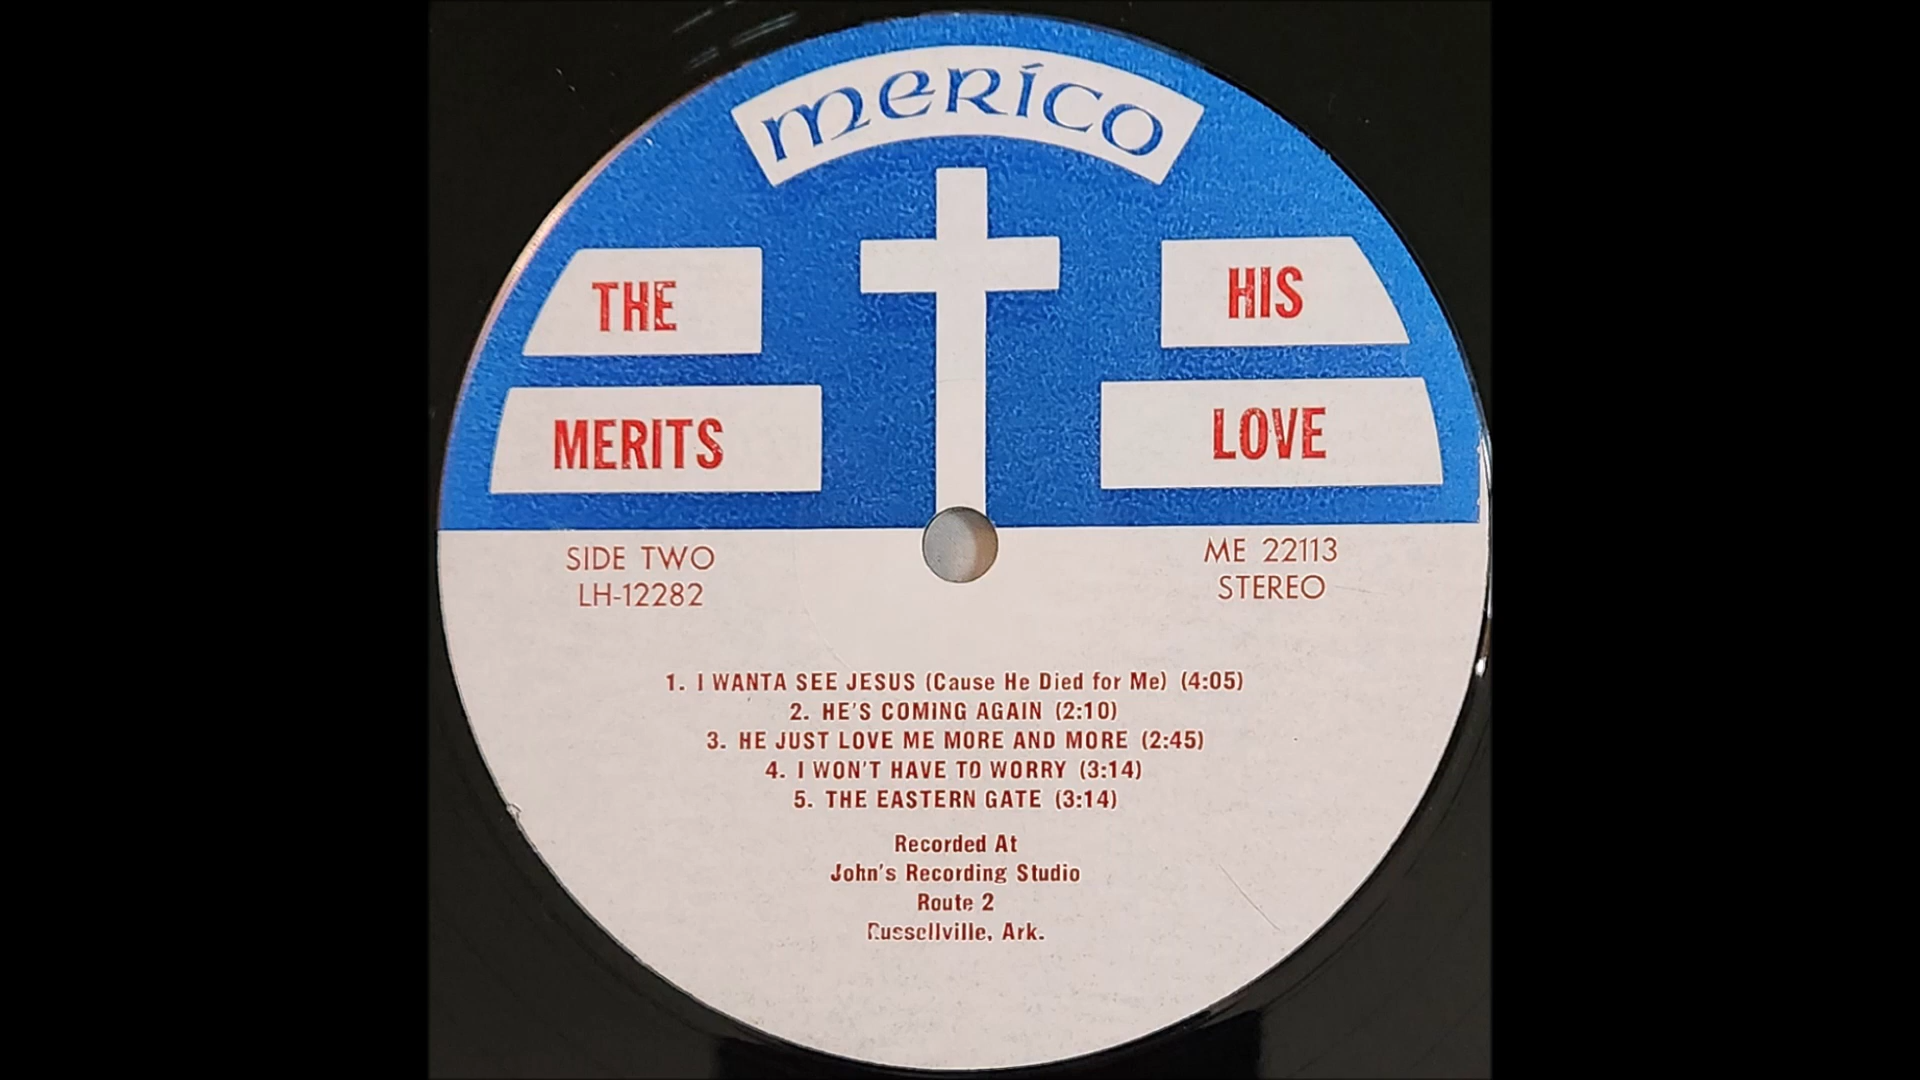 MERÍCO
THE
MERITS
HIS
LOVE
SIDE TWO
LH-12282
ME 22113
STEREO
1. I WANTA SEE JESUS (Cause He Died for Me) (4:05)
2. HE'S COMING AGAIN (2:10)
3. HE JUST LOVE ME MORE AND MORE (2:45)
4. I WON'T HAVE TO WORRY (3:14)
5. THE EASTERN GATE (3:14)
Recorded At
John's Recording Studio
Route 2
Russellville, Ark.